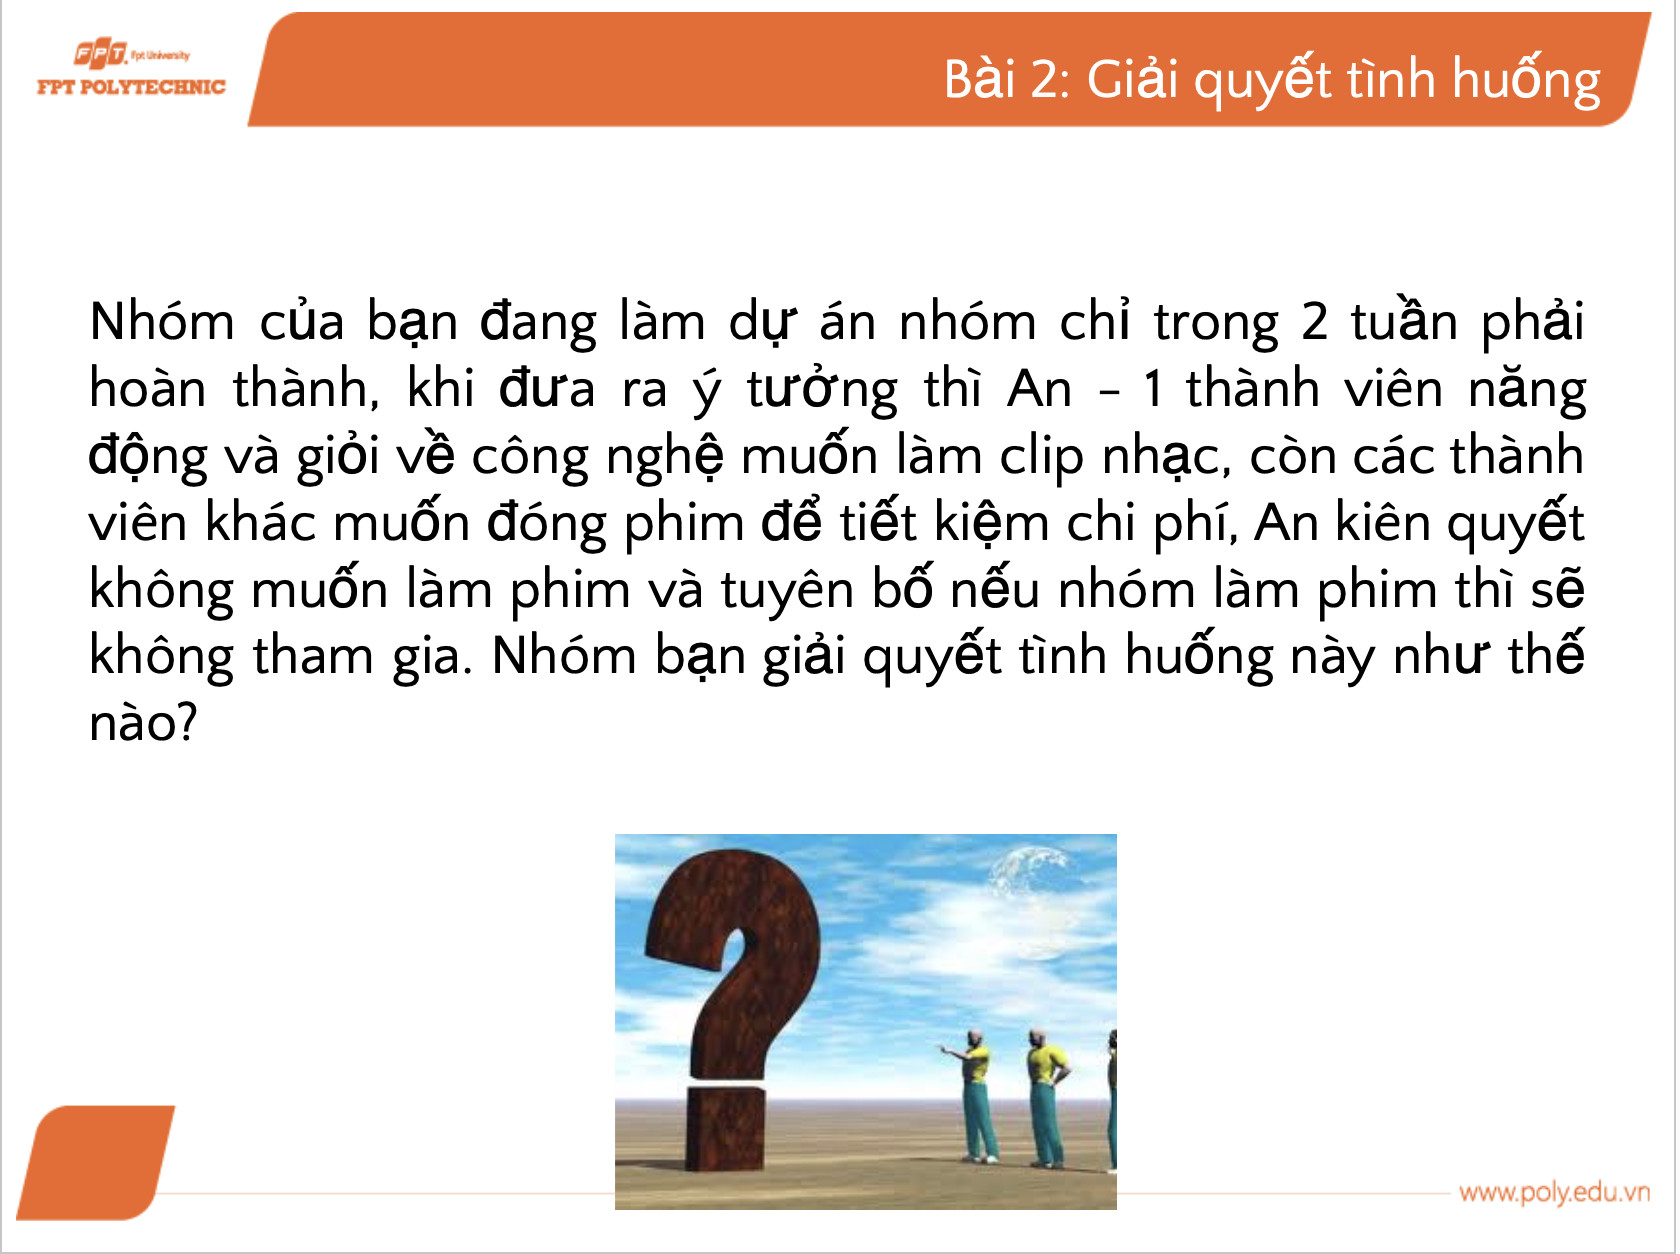 FPT. Fpt University
FPT POLYTECHNIC
Bài 2: Giải quyết tình huống
Nhóm của bạn đang làm dự án nhóm chỉ trong 2 tuần phải
hoàn thành, khi đưa ra ý tưởng thì An – 1 thành viên năng
động và giỏi về công nghệ muốn làm clip nhạc, còn các thành
viên khác muốn đóng phim để tiết kiệm chi phí, An kiên quyết
không muốn làm phim và tuyên bố nếu nhóm làm phim thì sẽ
không tham gia. Nhóm bạn giải quyết tình huống này như thế
nào?
www.poly.edu.vn